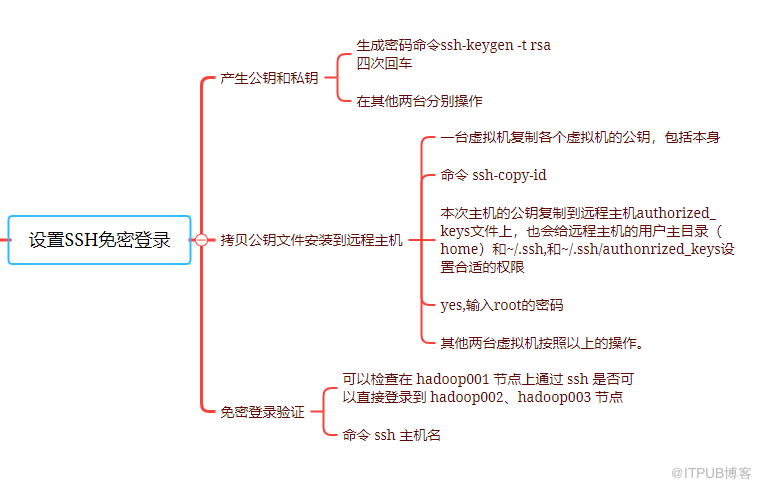 设置SSH免密登录
产生公钥和私钥
生成密码命令ssh-keygen -t rsa
四次回车
在其他两台分别操作
拷贝公钥文件安装到远程主机
一台虚拟机复制各个虚拟机的公钥，包括本身
命令 ssh-copy-id
本次主机的公钥复制到远程主机authorized_
keys文件上，也会给远程主机的用户主目录（
home）和~/.ssh,和~/.ssh/authonrized_keys设
置合适的权限
yes,输入root的密码
其他两台虚拟机按照以上的操作。
免密登录验证
可以检查在 hadoop001 节点上通过 ssh 是否可
以直接登录到 hadoop002、hadoop003 节点
命令 ssh 主机名
@ITPUB博客